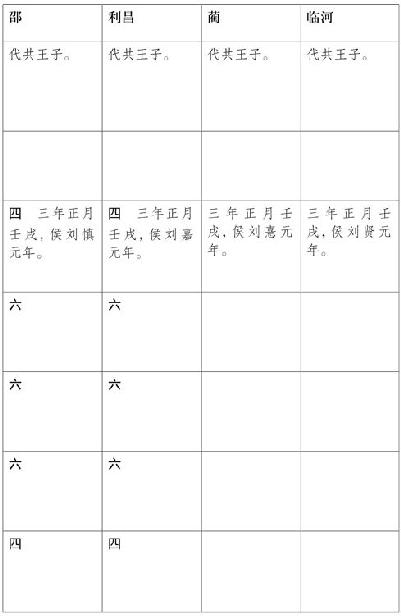 邵 利昌 蔺 临河
代共王子。 代共王子。 代共王子。 代共王子。
四 三年正月
壬戌，侯刘慎
元年。
四 三年正月
壬戌，侯刘嘉
元年。
三年正月壬
戌，侯刘憙元
年。
三年正月壬
戌，侯刘贤元
年。
六 六
六 六
六 六
四 四